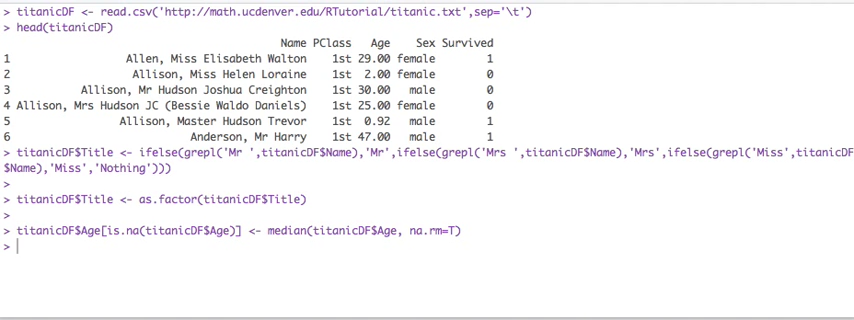 > titanicDF <- read.csv('http://math.ucdenver.edu/RTutorial/titanic.txt',sep='\t')
> head(titanicDF)
Name PClass Age Sex Survived
1 Allen, Miss Elisabeth Walton 1st 29.00 female 1
2 Allison, Miss Helen Loraine 1st 2.00 female 0
3 Allison, Mr Hudson Joshua Creighton 1st 30.00 male 0
4 Allison, Mrs Hudson JC (Bessie Waldo Daniels) 1st 25.00 female 0
5 Allison, Master Hudson Trevor 1st 0.92 male 1
6 Anderson, Mr Harry 1st 47.00 male 1
> titanicDF$Title <- ifelse(grepl('Mr ',titanicDF$Name),'Mr',ifelse(grepl('Mrs ',titanicDF$Name),'Mrs',ifelse(grepl('Miss',titanicDF
$Name),'Miss','Nothing')))
>
> titanicDF$Title <- as.factor(titanicDF$Title)
>
> titanicDF$Age[is.na(titanicDF$Age)] <- median(titanicDF$Age, na.rm=T)
>